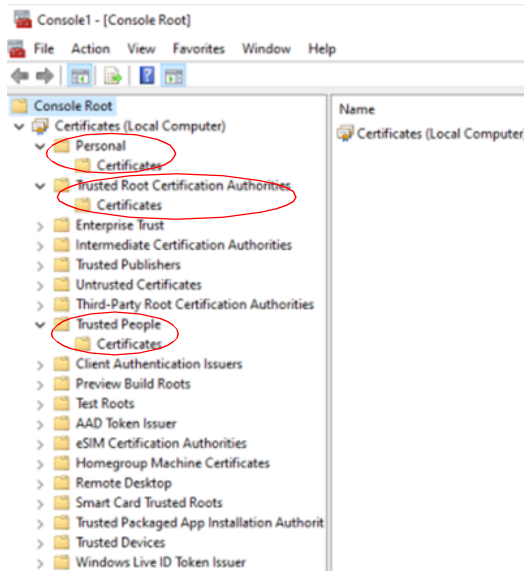 Console1 - [Console Root]
File Action View Favorites Window Help
Console Root
Certificates (Local Computer)
Personal
Certificates
Trusted Root Certification Authorities
Certificates
Enterprise Trust
Intermediate Certification Authorities
Trusted Publishers
Untrusted Certificates
Third-Party Root Certification Authorities
Trusted People
Certificates
Client Authentication Issuers
Preview Build Roots
Test Roots
AAD Token Issuer
eSIM Certification Authorities
Homegroup Machine Certificates
Remote Desktop
Smart Card Trusted Roots
Trusted Packaged App Installation Authorit
Trusted Devices
Windows Live ID Token Issuer
Name
Certificates (Local Computer)